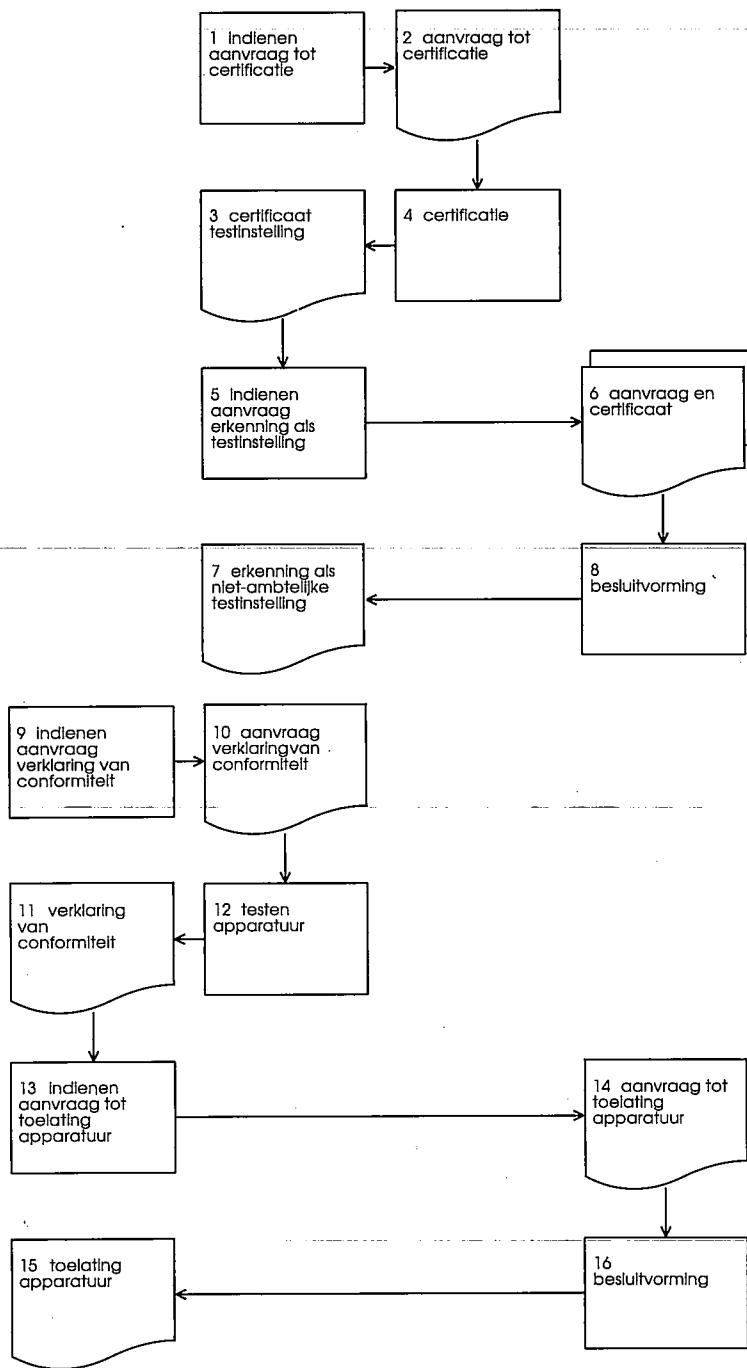 1 indienen
aanvraag tot
certificatie
2 aanvraag tot
certificatie
3 certificaat
testinstelling
4 certificatie
5 indienen
aanvraag
erkenning als
testinstelling
6 aanvraag en
certificaat
7 erkenning als
niet-ambtelijke
testinstelling
8
besluitvorming
9 indienen
aanvraag
verklaring van
conformiteit
10 aanvraag
verklaringvan
conformiteit
11 verklaring
van
conformiteit
12 testen
apparatuur
13 indienen
aanvraag tot
toelating
apparatuur
14 aanvraag tot
toelating
apparatuur
15 toelating
apparatuur
16
besluitvorming